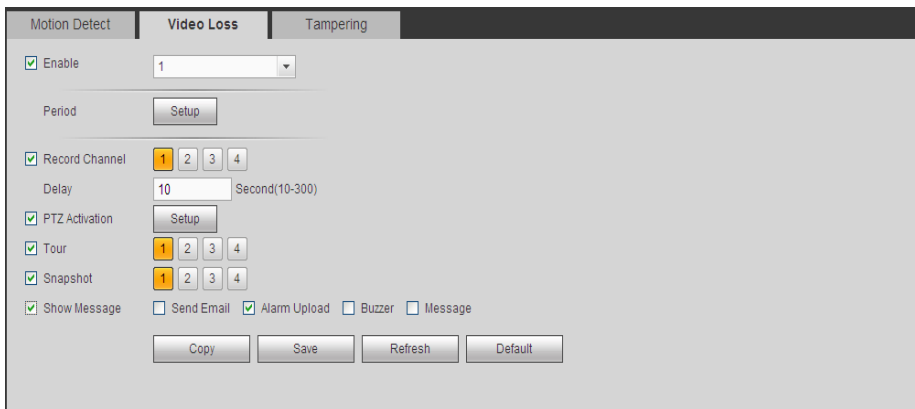 Motion Detect Video Loss Tampering
Enable 1
Period Setup
Record Channel 1 2 3 4
Delay 10 Second(10-300)
PTZ Activation Setup
Tour 1 2 3 4
Snapshot 1 2 3 4
Show Message Send Email Alarm Upload Buzzer Message
Copy Save Refresh Default